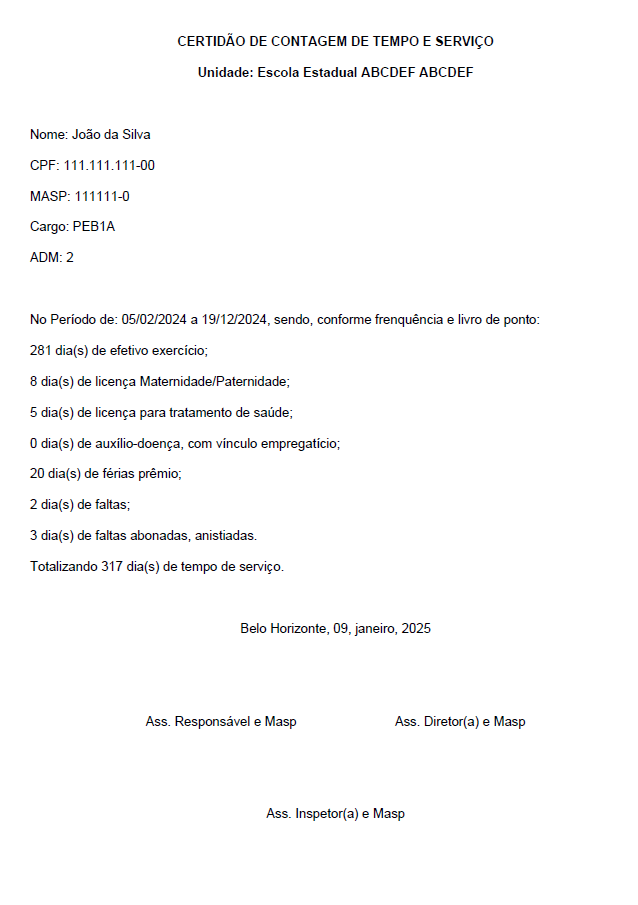 CERTIDÃO DE CONTAGEM DE TEMPO E SERVIÇO
Unidade: Escola Estadual ABCDEF ABCDEF
Nome: João da Silva
CPF: 111.111.111-00
MASP: 111111-0
Cargo: PEB1A
ADM: 2
No Período de: 05/02/2024 a 19/12/2024, sendo, conforme frenquência e livro de ponto:
281 dia(s) de efetivo exercício;
8 dia(s) de licença Maternidade/Paternidade;
5 dia(s) de licença para tratamento de saúde;
0 dia(s) de auxílio-doença, com vínculo empregatício;
20 dia(s) de férias prêmio;
2 dia(s) de faltas;
3 dia(s) de faltas abonadas, anistiadas.
Totalizando 317 dia(s) de tempo de serviço.
Belo Horizonte, 09, janeiro, 2025
Ass. Responsável e Masp Ass. Diretor(a) e Masp
Ass. Inspetor(a) e Masp